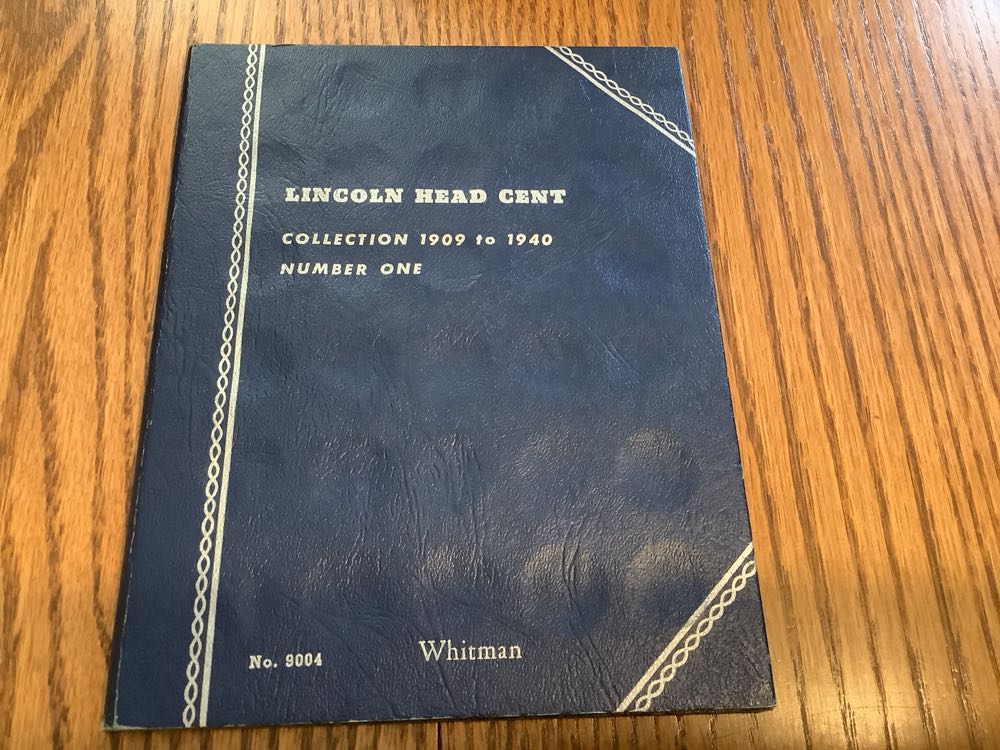 LINCOLN HEAD CENT
COLLECTION 1909 to 1940
NUMBER ONE
No. 9004
Whitman